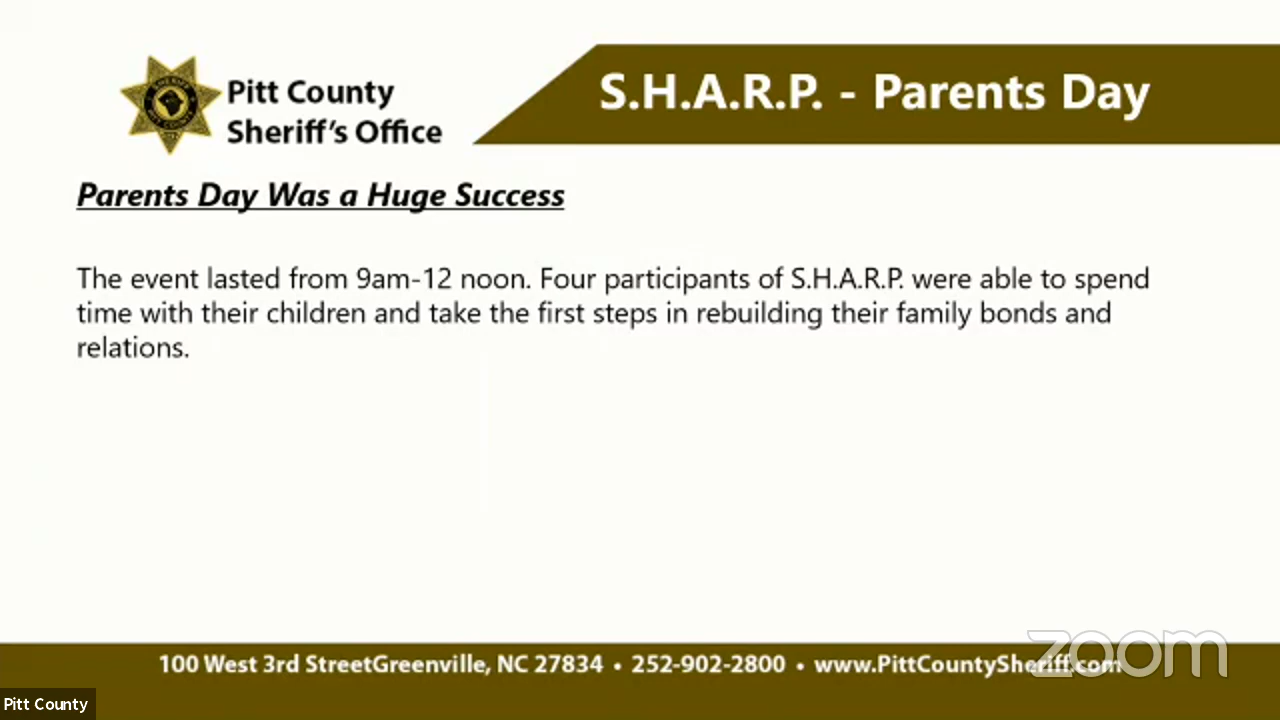 Pitt County
Sheriff's Office
S.H.A.R.P. - Parents Day
Parents Day Was a Huge Success
The event lasted from 9am-12 noon. Four participants of S.H.A.R.P. were able to spend
time with their children and take the first steps in rebuilding their family bonds and
relations.
100 West 3rd StreetGreenville, NC 27834 • 252-902-2800 • www.PittCountySheriff.com
zoom
Pitt County